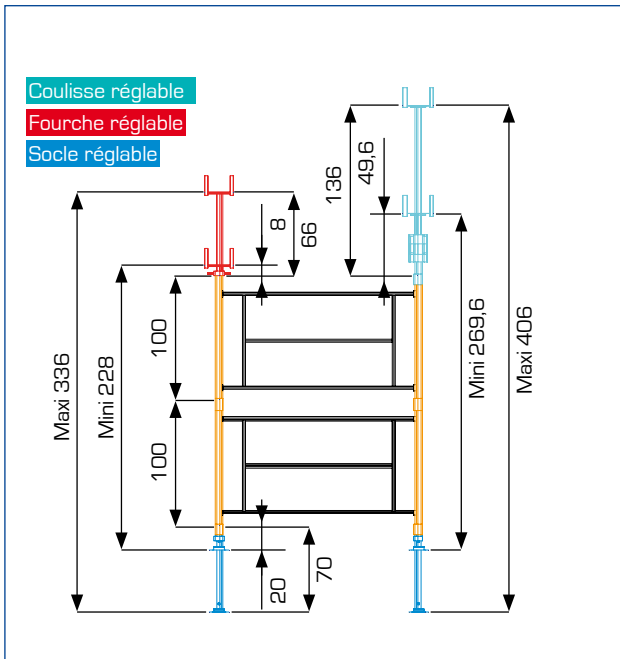 Coulisse réglable
Fourche réglable
Socle réglable
136
49,6
8
66
100
100
Maxi 336
Mini 228
Mini 269,6
Maxi 406
20
70